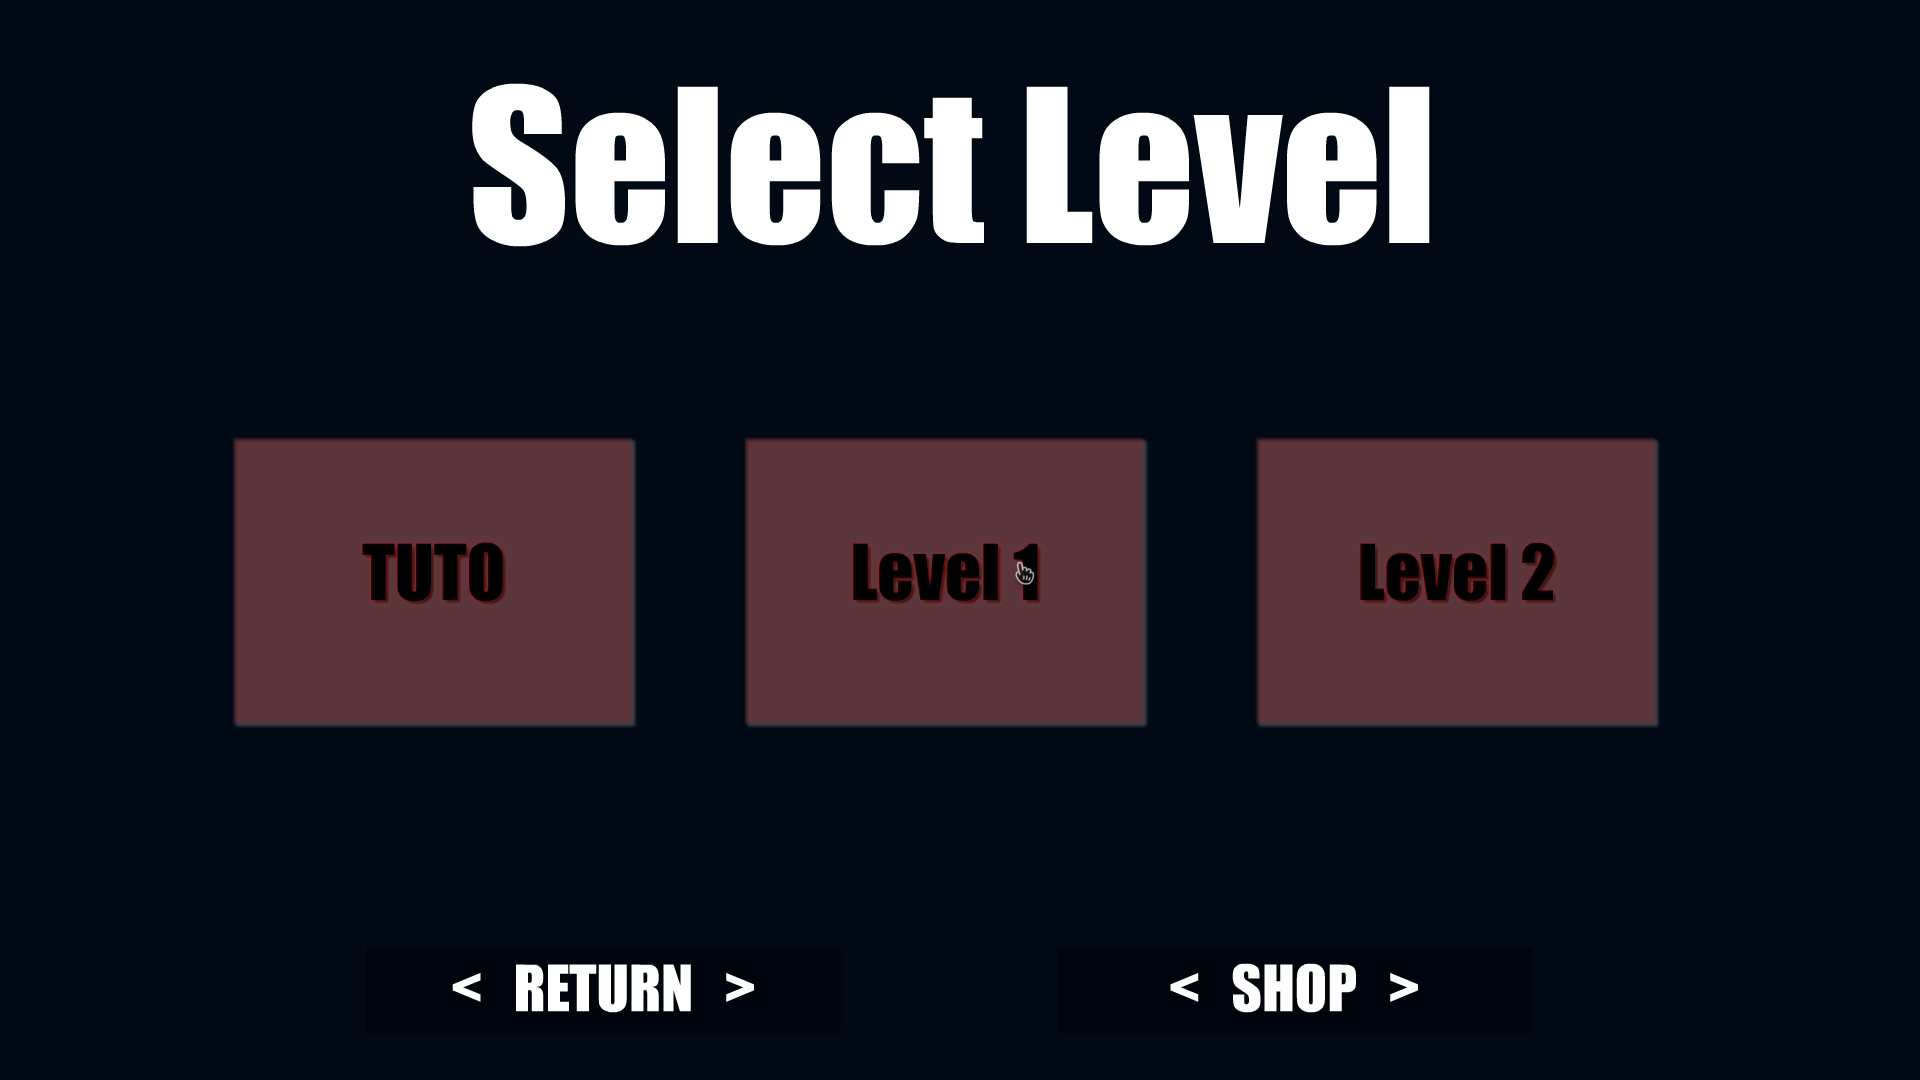 Select Level
TUTO
Level 1
Level 2
< RETURN >
< SHOP >